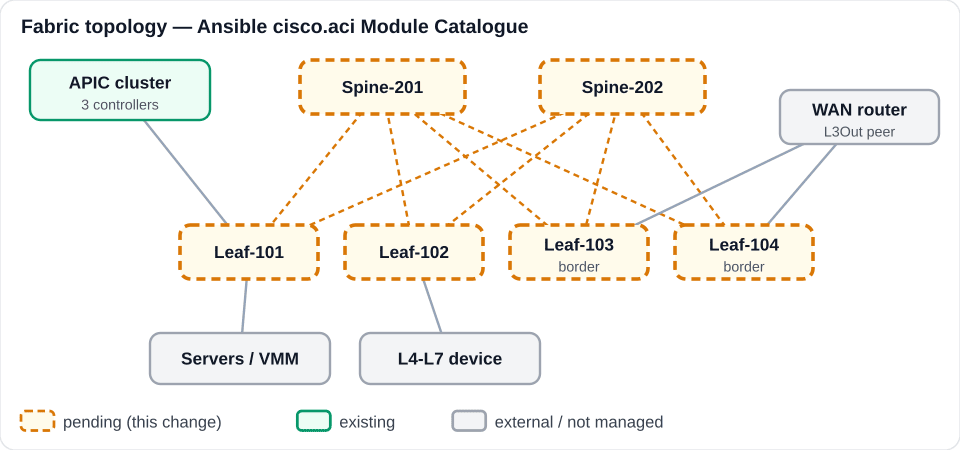 Fabric topology — Ansible cisco.aci Module Catalogue
APIC cluster
3 controllers
Spine-201
Spine-202
WAN router
L3Out peer
Leaf-101
Leaf-102
Leaf-103
border
Leaf-104
border
Servers / VMM
L4-L7 device
pending (this change)
existing
external / not managed